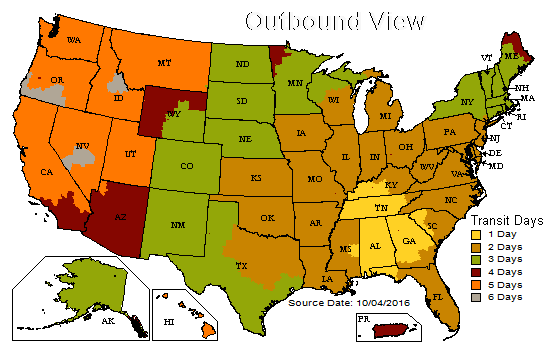 Outbound View
WA
MT
ND
MN
ME
VT
NH
MA
RI
CT
NY
OR
ID
WY
SD
WI
MI
PA
NJ
DE
MD
NE
IA
IL
IN
OH
WV
VA
NV
UT
CO
KS
MO
KY
NC
CA
AZ
NM
OK
AR
TN
SC
TX
LA
MS
AL
GA
FL
AK
HI
PR
Transit Days
1 Day
2 Days
3 Days
4 Days
5 Days
6 Days
Source Date: 10/04/2016